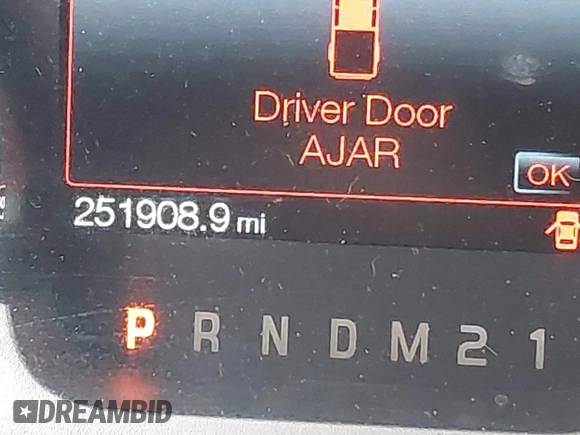 Driver Door
AJAR
OK
251908.9 mi
P R N D M 2 1
DREAMBID